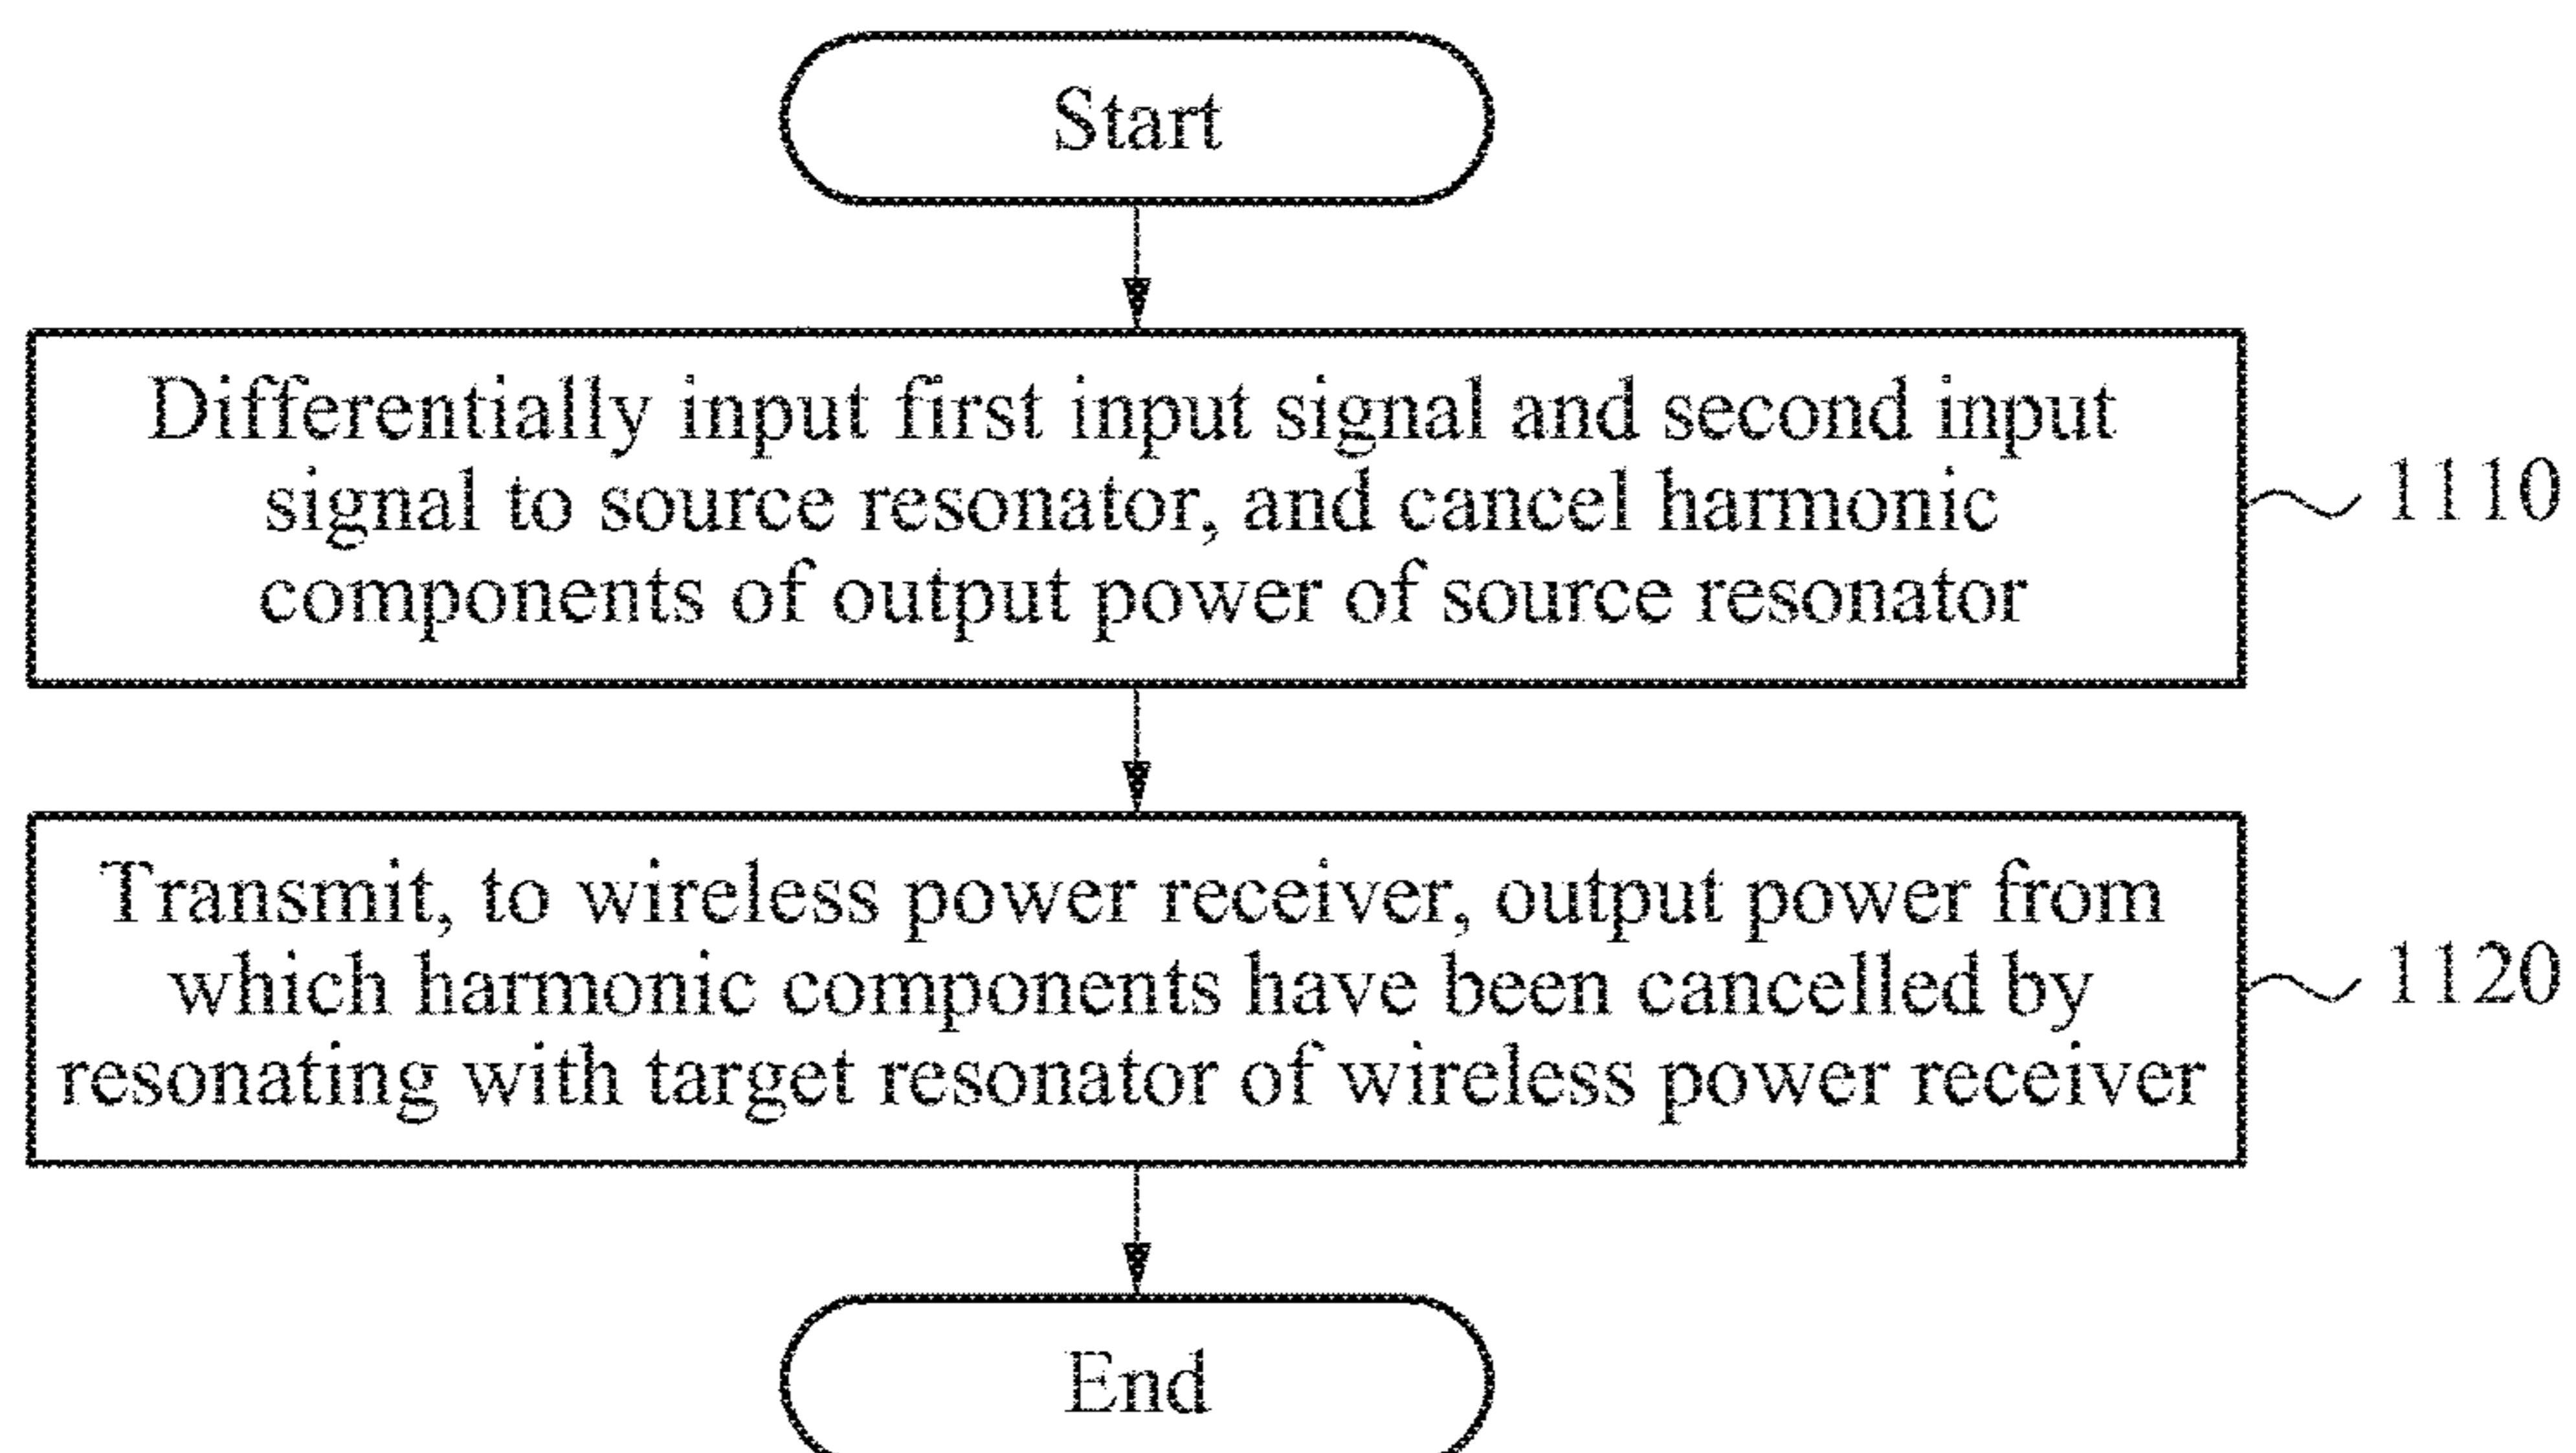 Start
Differentially input first input signal and second input
signal to source resonator, and cancel harmonic
components of output power of source resonator
1110
Transmit, to wireless power receiver, output power from
which harmonic components have been cancelled by
resonating with target resonator of wireless power receiver
1120
End